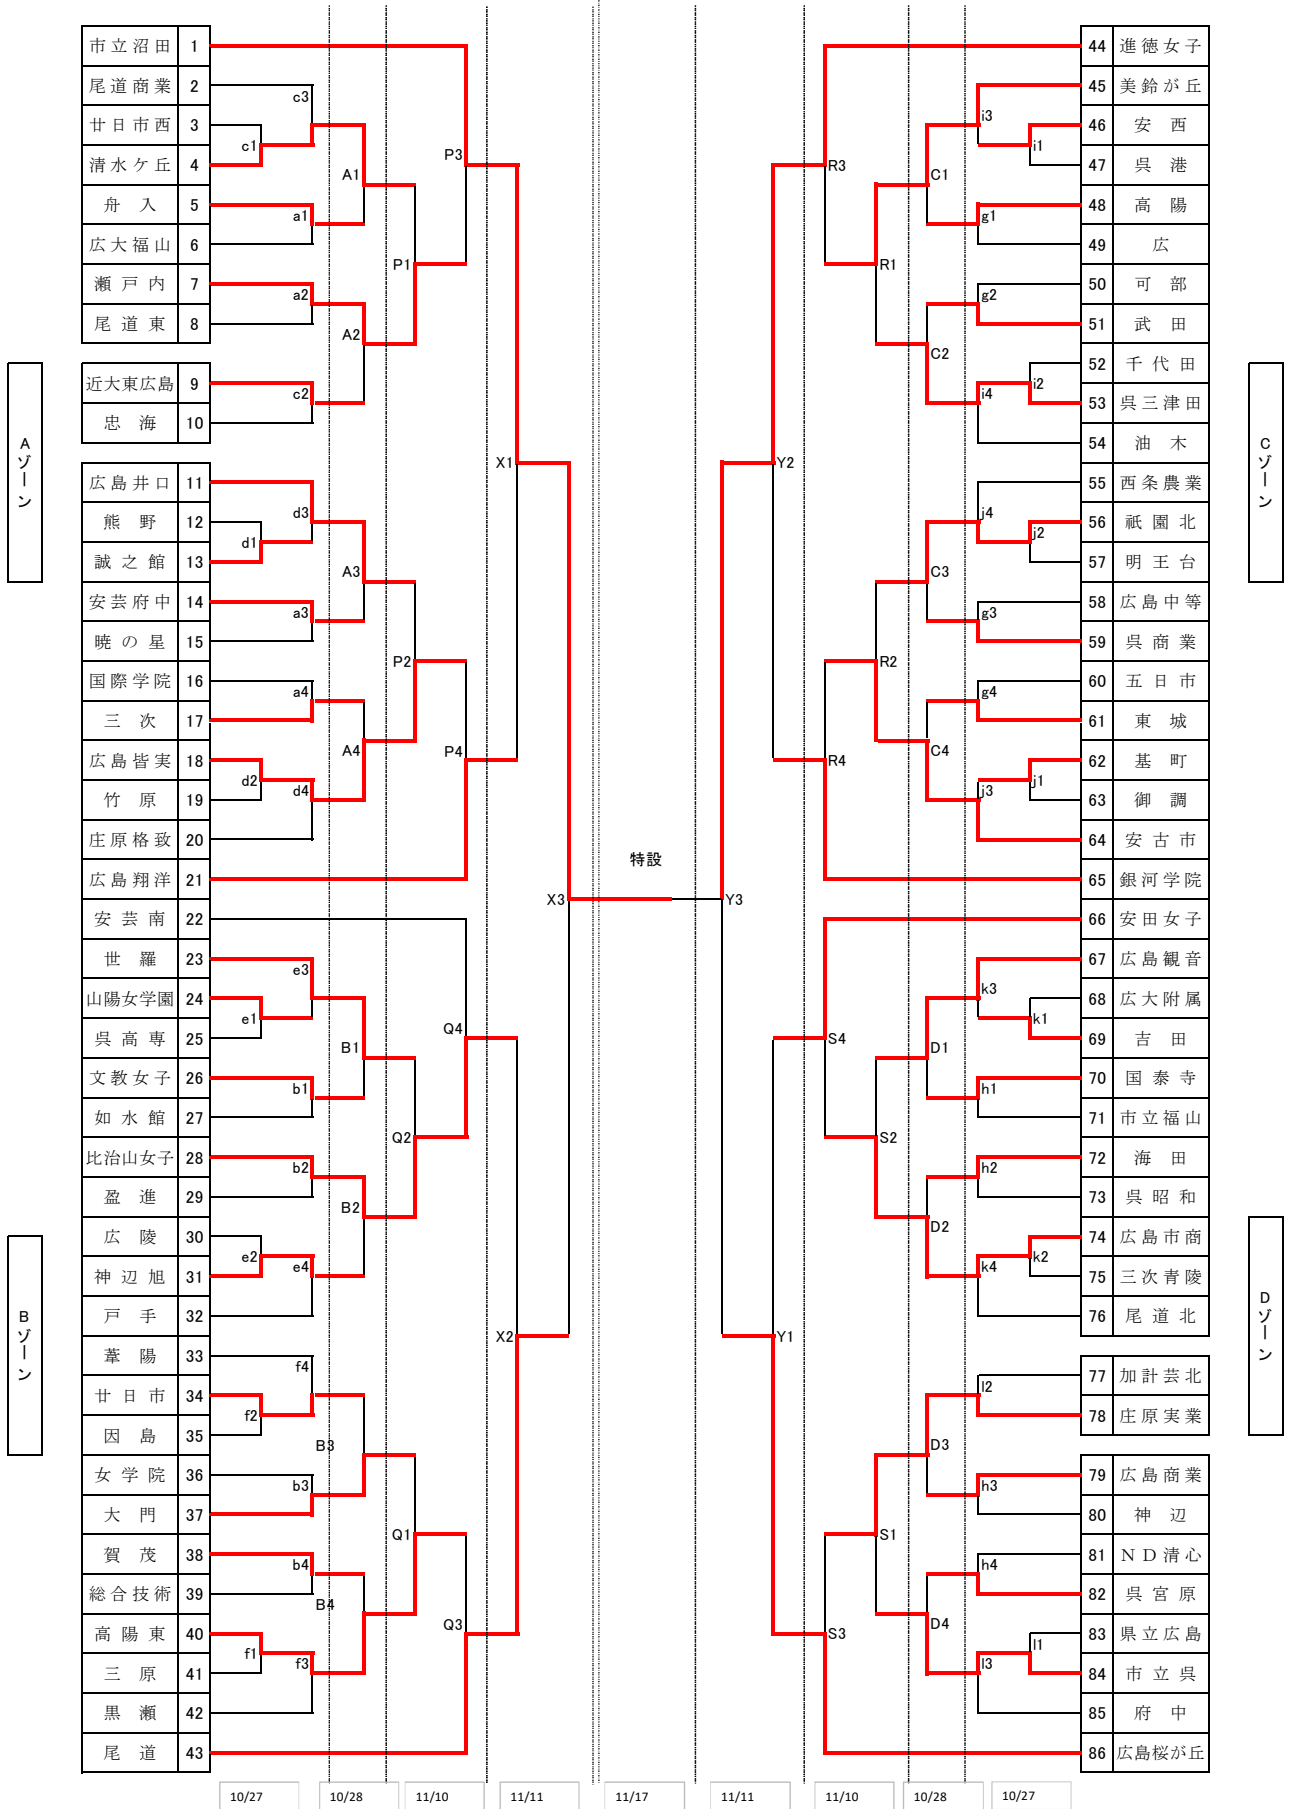 市立沼田 1
尾道商業 2
廿日市西 3
清水ケ丘 4
舟入 5
広大福山 6
瀬戸内 7
尾道東 8
近大東広島 9
忠海 10
広島井口 11
熊野 12
誠之館 13
安芸府中 14
暁の星 15
国際学院 16
三次 17
広島皆実 18
竹原 19
庄原格致 20
広島翔洋 21
安芸南 22
世羅 23
山陽女学園 24
呉高専 25
文教女子 26
如水館 27
比治山女子 28
盈進 29
広陵 30
神辺旭 31
戸手 32
葦陽 33
廿日市 34
因島 35
女学院 36
大門 37
賀茂 38
総合技術 39
高陽東 40
三原 41
黒瀬 42
尾道 43
Aゾーン
Bゾーン
c3
c1
a1
a2
c2
d3
d1
a3
a4
d2
d4
e3
e1
b1
b2
e2
e4
f4
f2
b3
b4
f1
f3
A1
A2
A3
A4
B1
B2
B3
B4
P3
P1
P2
P4
Q4
Q2
Q1
Q3
X1
X3
X2
特設
Y2
Y3
Y1
R3
R1
R2
R4
S4
S2
S1
S3
C1
C2
C3
C4
D1
D2
D3
D4
i3
i1
g1
g2
i2
i4
j4
j2
g3
g4
j1
j3
k3
k1
h1
h2
k2
k4
l2
h3
h4
l1
l3
44 進徳女子
45 美鈴が丘
46 安西
47 呉港
48 高陽
49 広
50 可部
51 武田
52 千代田
53 呉三津田
54 油木
55 西条農業
56 祇園北
57 明王台
58 広島中等
59 呉商業
60 五日市
61 東城
62 基町
63 御調
64 安古市
65 銀河学院
66 安田女子
67 広島観音
68 広大附属
69 吉田
70 国泰寺
71 市立福山
72 海田
73 呉昭和
74 広島市商
75 三次青陵
76 尾道北
77 加計芸北
78 庄原実業
79 広島商業
80 神辺
81 ND清心
82 呉宮原
83 県立広島
84 市立呉
85 府中
86 広島桜が丘
Cゾーン
Dゾーン
10/27 10/28 11/10 11/11 11/17 11/11 11/10 10/28 10/27